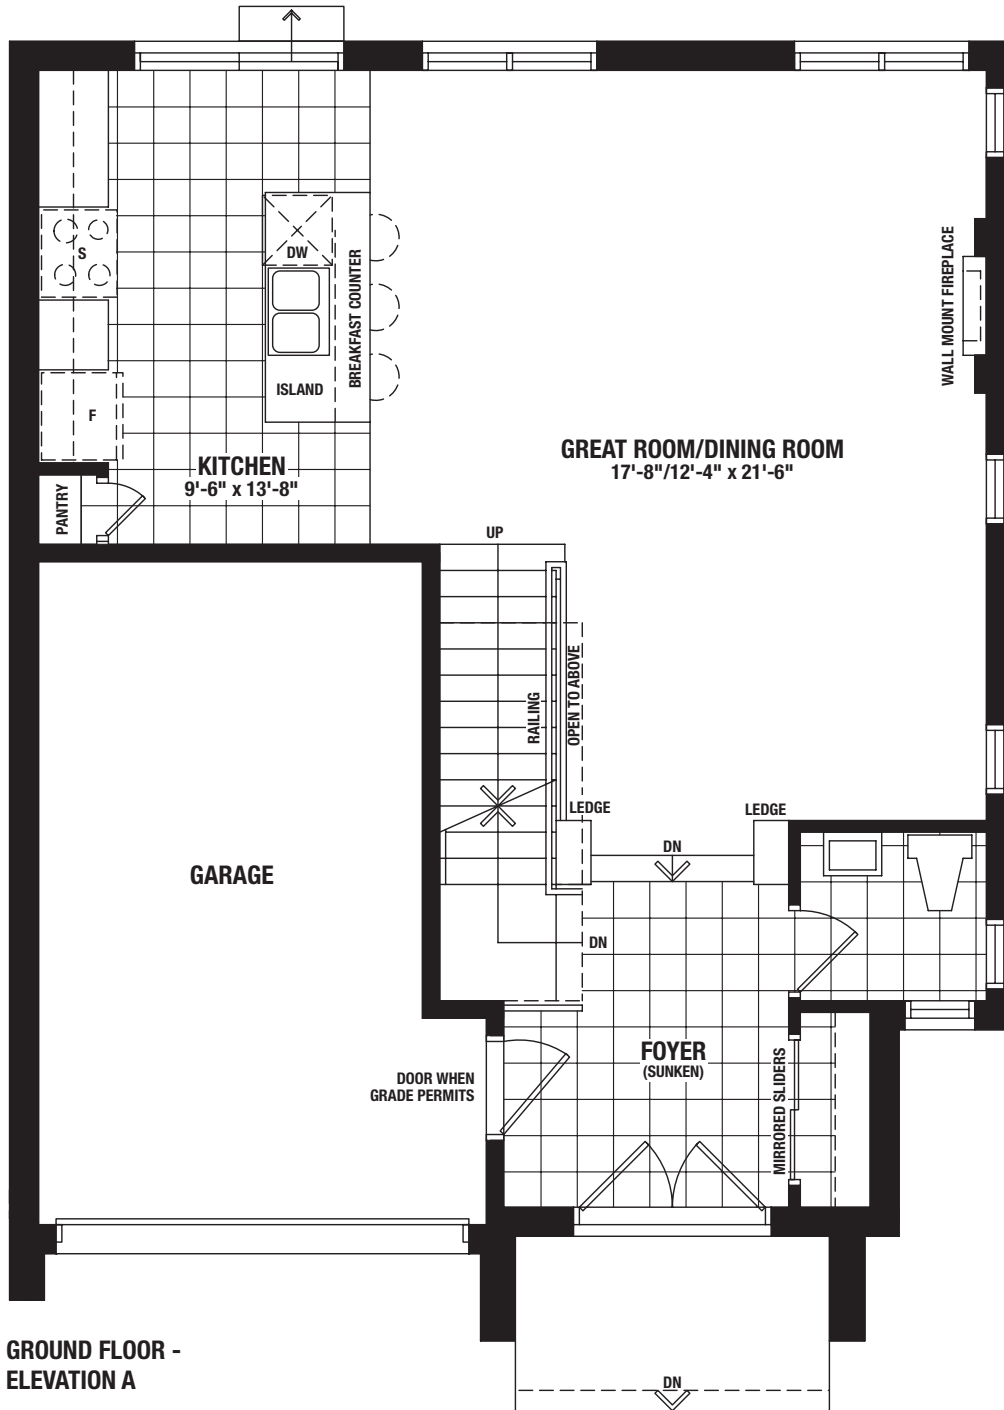 S
DW
BREAKFAST COUNTER
ISLAND
F
KITCHEN
9'-6" x 13'-8"
PANTRY
WALL MOUNT FIREPLACE
GREAT ROOM/DINING ROOM
17'-8"/12'-4" x 21'-6"
UP
RAILING
OPEN TO ABOVE
LEDGE
LEDGE
DN
GARAGE
DN
FOYER
(SUNKEN)
MIRRORED SLIDERS
DOOR WHEN
GRADE PERMITS
GROUND FLOOR -
ELEVATION A
DN